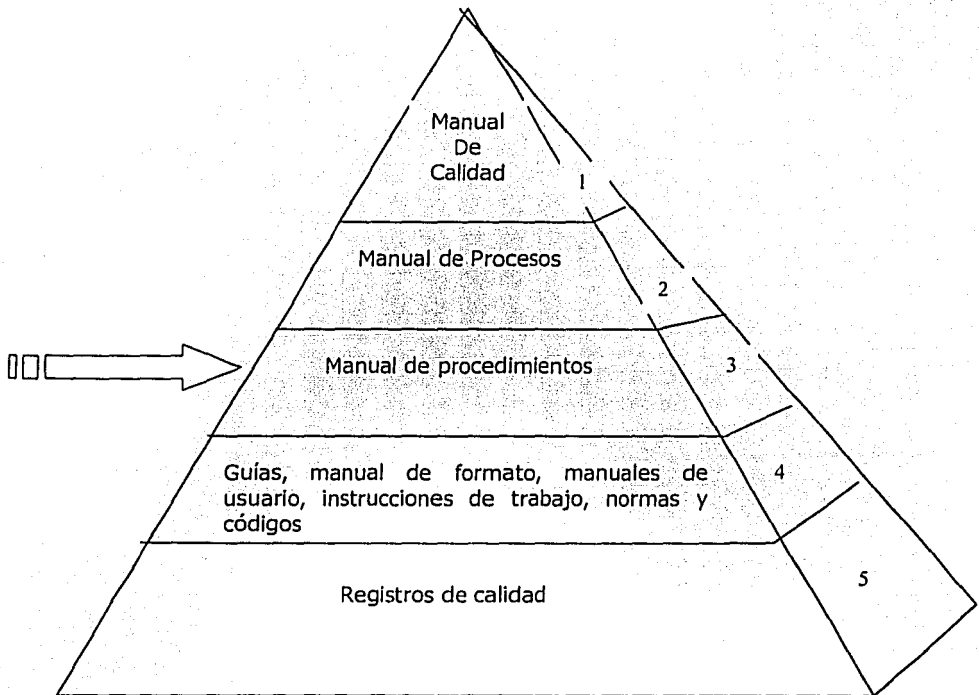 Manual
De
Calidad
1
Manual de Procesos
2
Manual de procedimientos
3
Guías, manual de formato, manuales de
usuario, instrucciones de trabajo, normas y
códigos
4
Registros de calidad
5